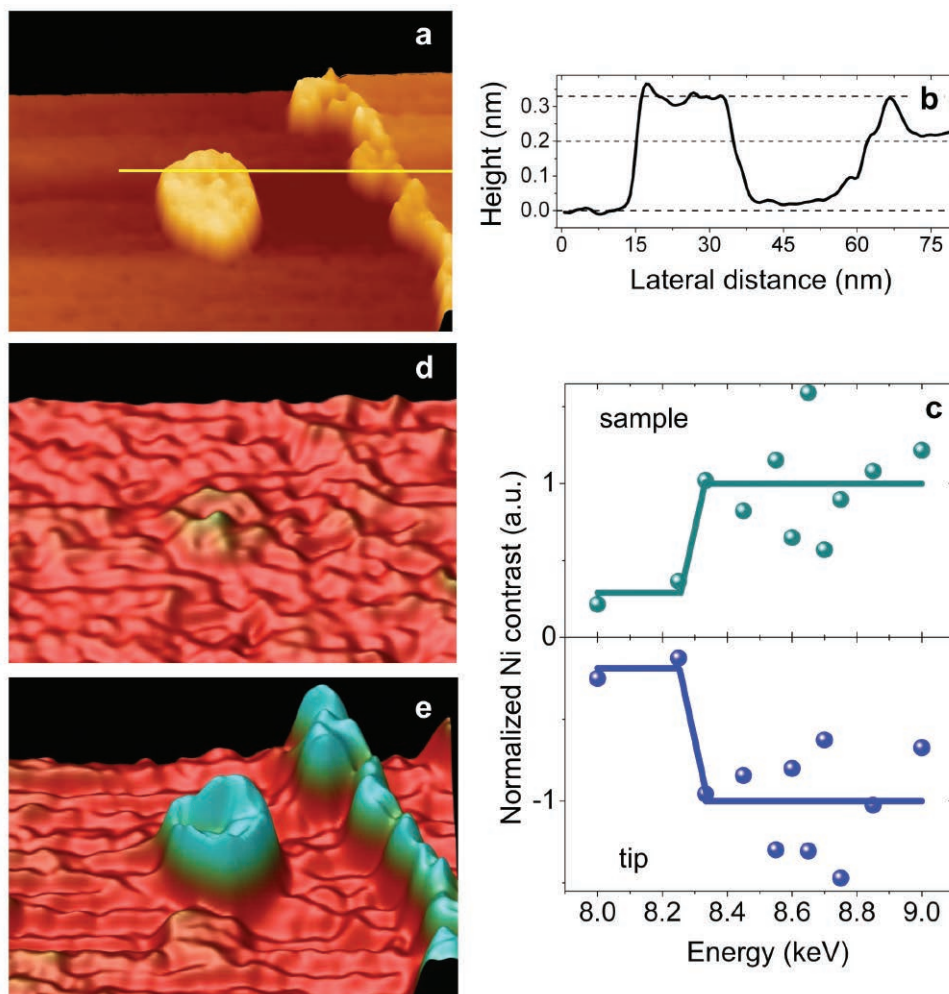 a
b
Height (nm)
0.3
0.2
0.1
0.0
0
15
30
45
60
75
Lateral distance (nm)
d
c
sample
1
0
Normalized Ni contrast (a.u.)
-1
tip
8.0
8.2
8.4
8.6
8.8
9.0
Energy (keV)
e